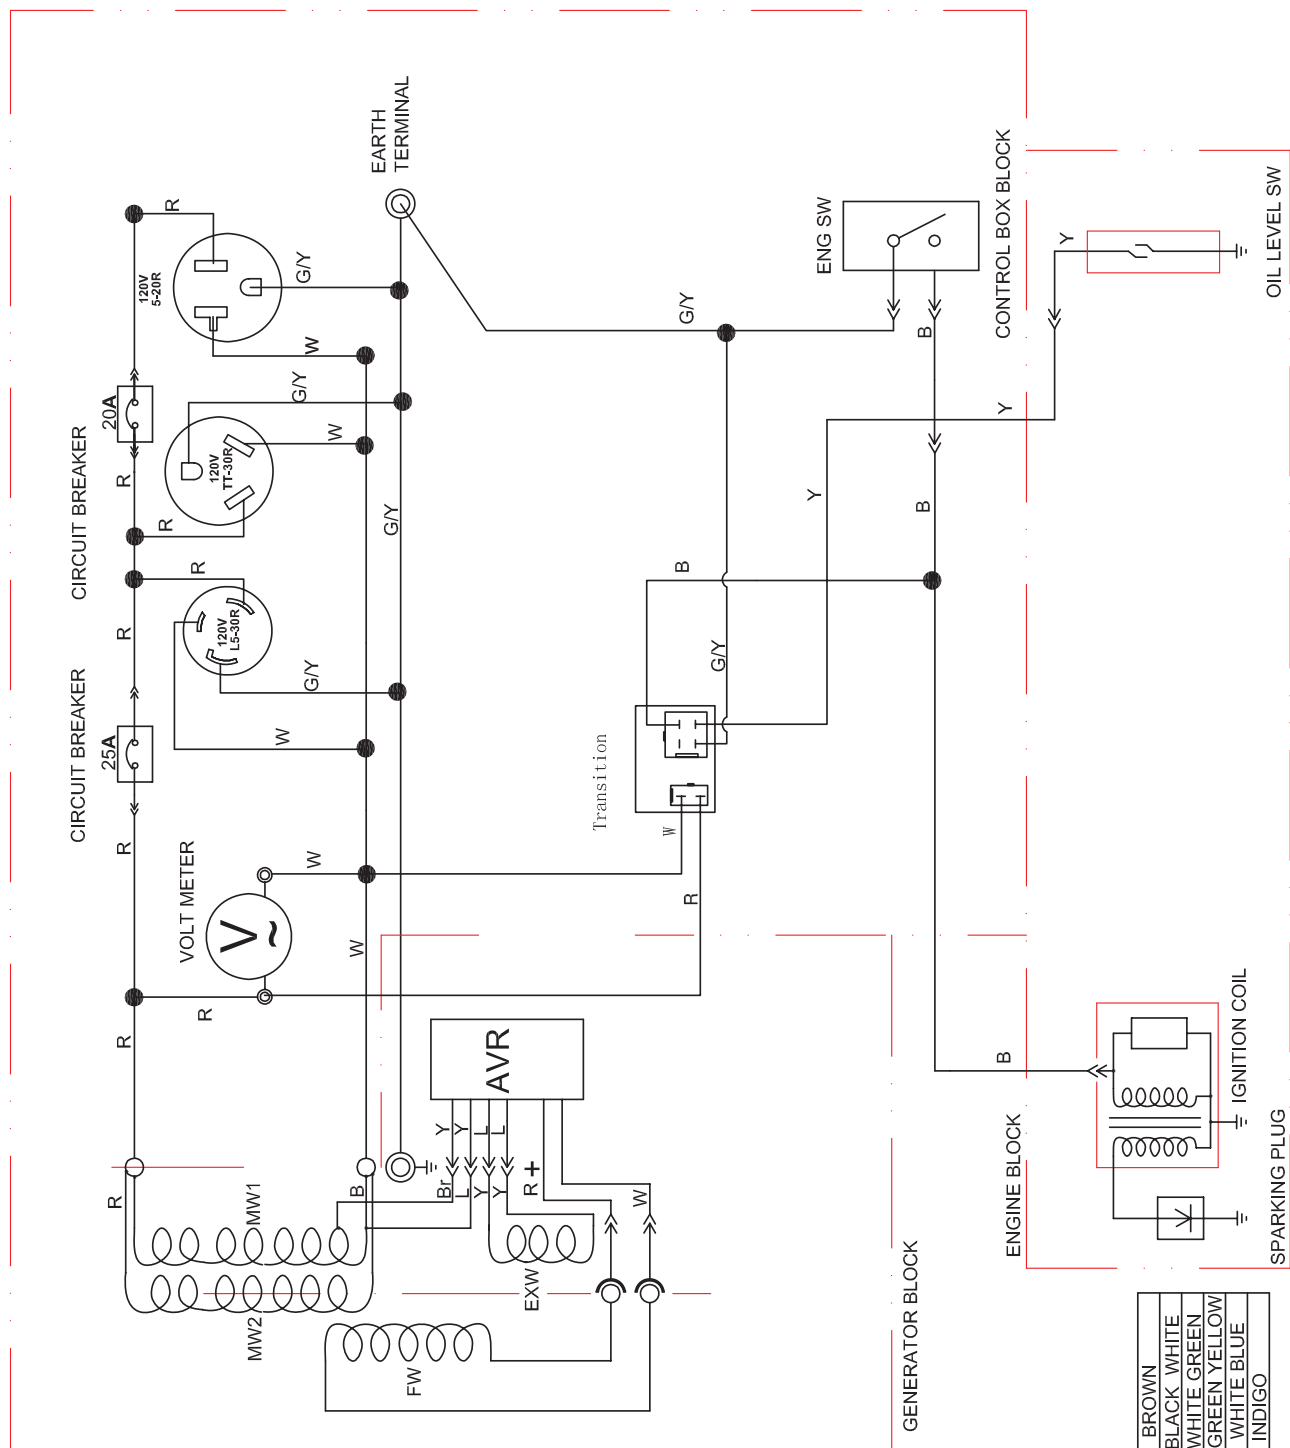 EARTH
TERMINAL
R
120V
5-20R
G/Y
W
CIRCUIT BREAKER
20A
R
G/Y
W
120V
TT-30R
R
G/Y
R
120V
L5-30R
R
G/Y
W
CIRCUIT BREAKER
25A
R
VOLT METER
V
~
W
W
R
R
ENG SW
CONTROL BOX BLOCK
G/Y
B
Y
OIL LEVEL SW
Y
Y
B
B
G/Y
Transition
W
R
AVR
Y
Y
L
L
Br
L
Y
Y
R +
W
R
B
MW1
MW2
EXW
FW
GENERATOR BLOCK
B
ENGINE BLOCK
IGNITION COIL
SPARKING PLUG
BROWN
BLACK WHITE
WHITE GREEN
GREEN YELLOW
WHITE BLUE
INDIGO